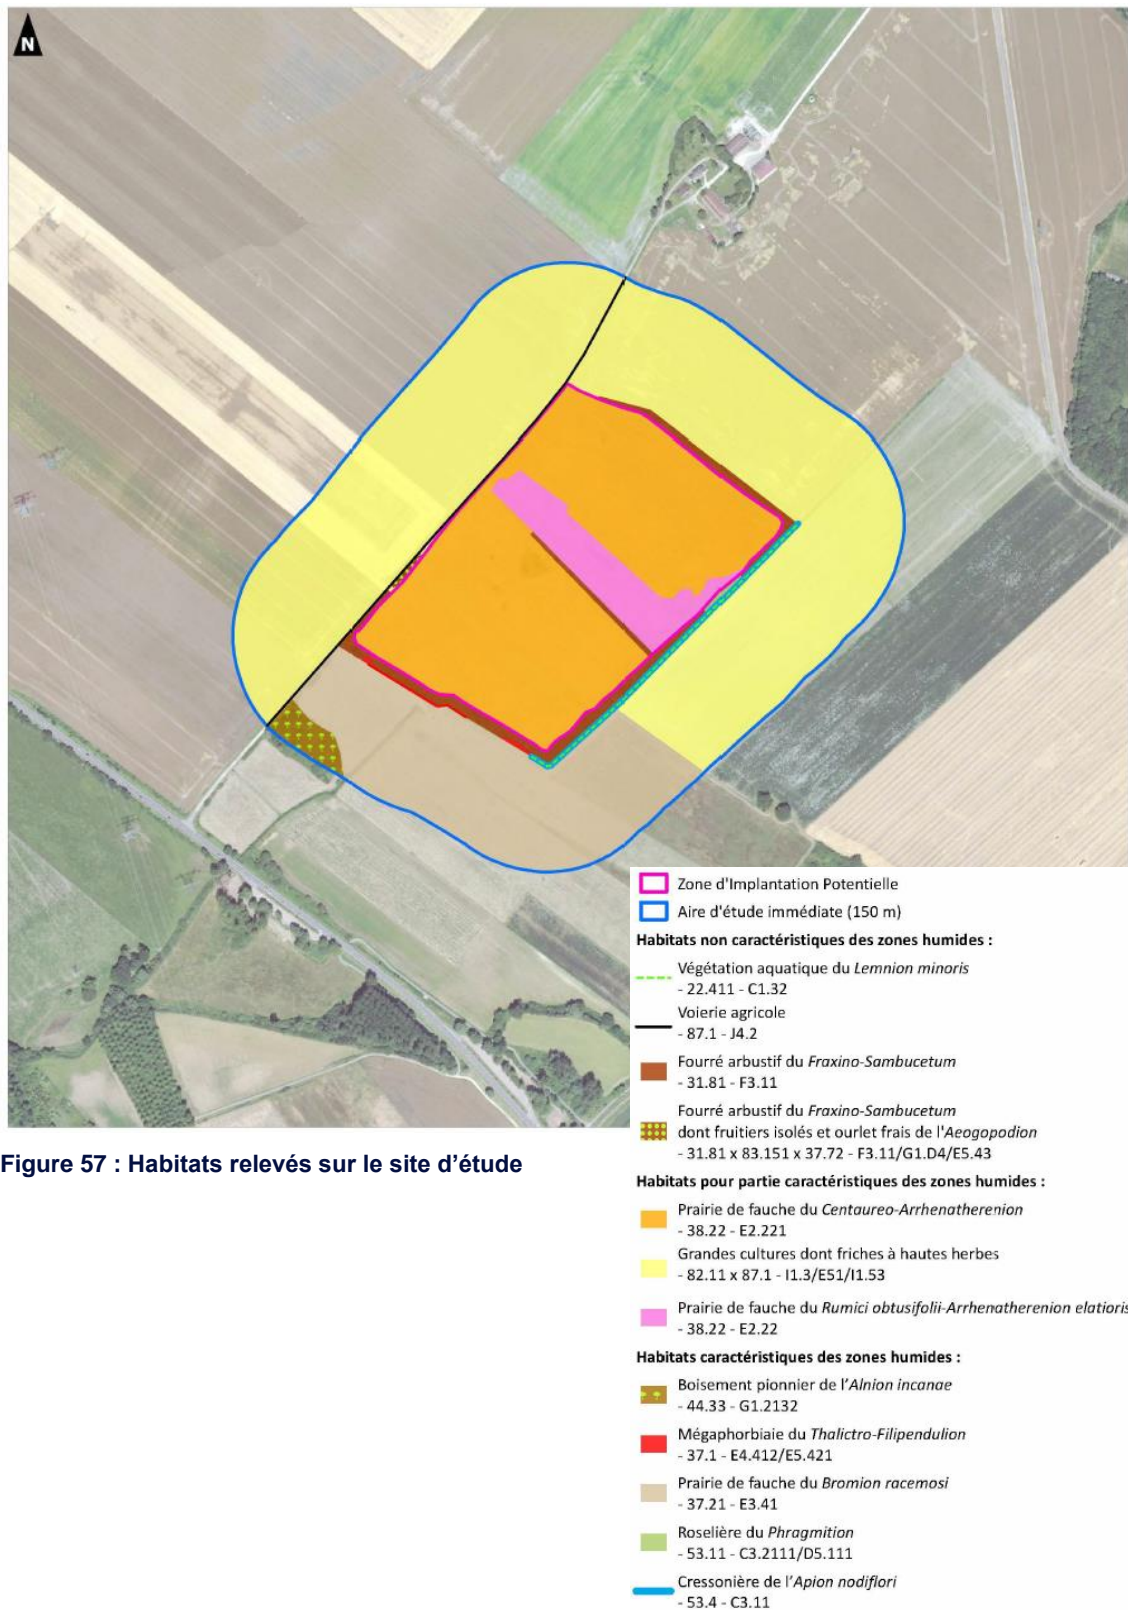 N
Zone d'Implantation Potentielle
Aire d'étude immédiate (150 m)
Habitats non caractéristiques des zones humides :
Végétation aquatique du Lemnion minoris
- 22.411 - C1.32
Voierie agricole
- 87.1 - J4.2
Fourré arbustif du Fraxino-Sambucetum
- 31.81 - F3.11
Fourré arbustif du Fraxino-Sambucetum
dont fruitiers isolés et ourlet frais de l'Aeogopodion
- 31.81 x 83.151 x 37.72 - F3.11/G1.D4/E5.43
Figure 57 : Habitats relevés sur le site d'étude
Habitats pour partie caractéristiques des zones humides :
Prairie de fauche du Centaureo-Arrhenatherenion
- 38.22 - E2.221
Grandes cultures dont friches à hautes herbes
- 82.11 x 87.1 - I1.3/E51/I1.53
Prairie de fauche du Rumici obtusifolii-Arrhenatherenion elatioris
- 38.22 - E2.22
Habitats caractéristiques des zones humides :
Boisement pionnier de l'Alnion incanae
- 44.33 - G1.2132
Mégaphorbiaie du Thalictro-Filipendulion
- 37.1 - E4.412/E5.421
Prairie de fauche du Bromion racemosi
- 37.21 - E3.41
Roselière du Phragmition
- 53.11 - C3.2111/D5.111
Cressonière de l'Apion nodiflori
- 53.4 - C3.11